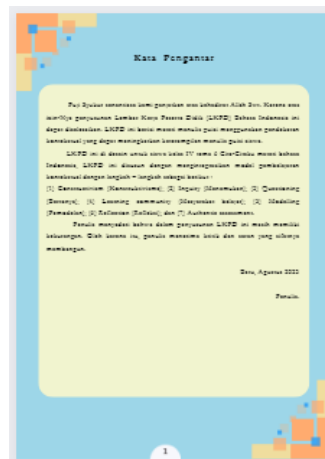 Kata Pengantar
Puji Syukur senantiasa kami panjatkan atas kehadirat Allah Swt. Karena atas
izin-Nya penyusunan Lembar Kerja Peserta Didik (LKPD) Bahasa Indonesia ini
dapat diselesaikan. LKPD ini berisi materi menulis puisi menggunakan pendekatan
kontekstual yang dapat meningkatkan keterampilan menulis puisi siswa.
LKPD ini di desain untuk siswa kelas IV tema 6 Cita-Citaku muatan bahasa
Indonesia, LKPD ini disusun dengan mengintegrasikan model pembelajaran
kontekstual dengan langkah – langkah sebagai berikut :
(1) Constructivism (Konstruktivisme); (2) Inquiry (Menemukan); (3) Questioning
(Bertanya); (4) Learning community (Masyarakat belajar); (5) Modeling
(Pemodelan); (6) Reflection (Refleksi); dan (7) Authentic assessment.
Penulis menyadari bahwa dalam penyusunan LKPD ini masih memiliki
kekurangan. Oleh karena itu, penulis menerima kritik dan saran yang sifatnya
membangun.
Agustus 2022
Penulis.
1